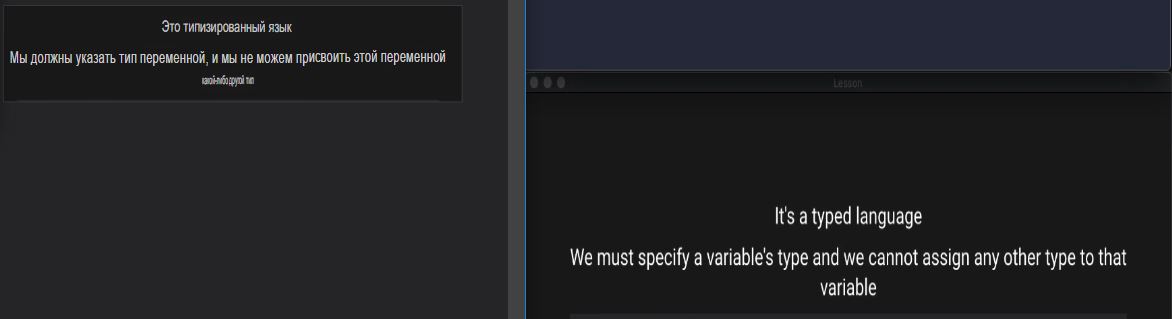 Это типизированный язык
Мы должны указать тип переменной, и мы не можем присвоить этой переменной
какой-либо другой тип
Lesson
It's a typed language
We must specify a variable's type and we cannot assign any other type to that
variable